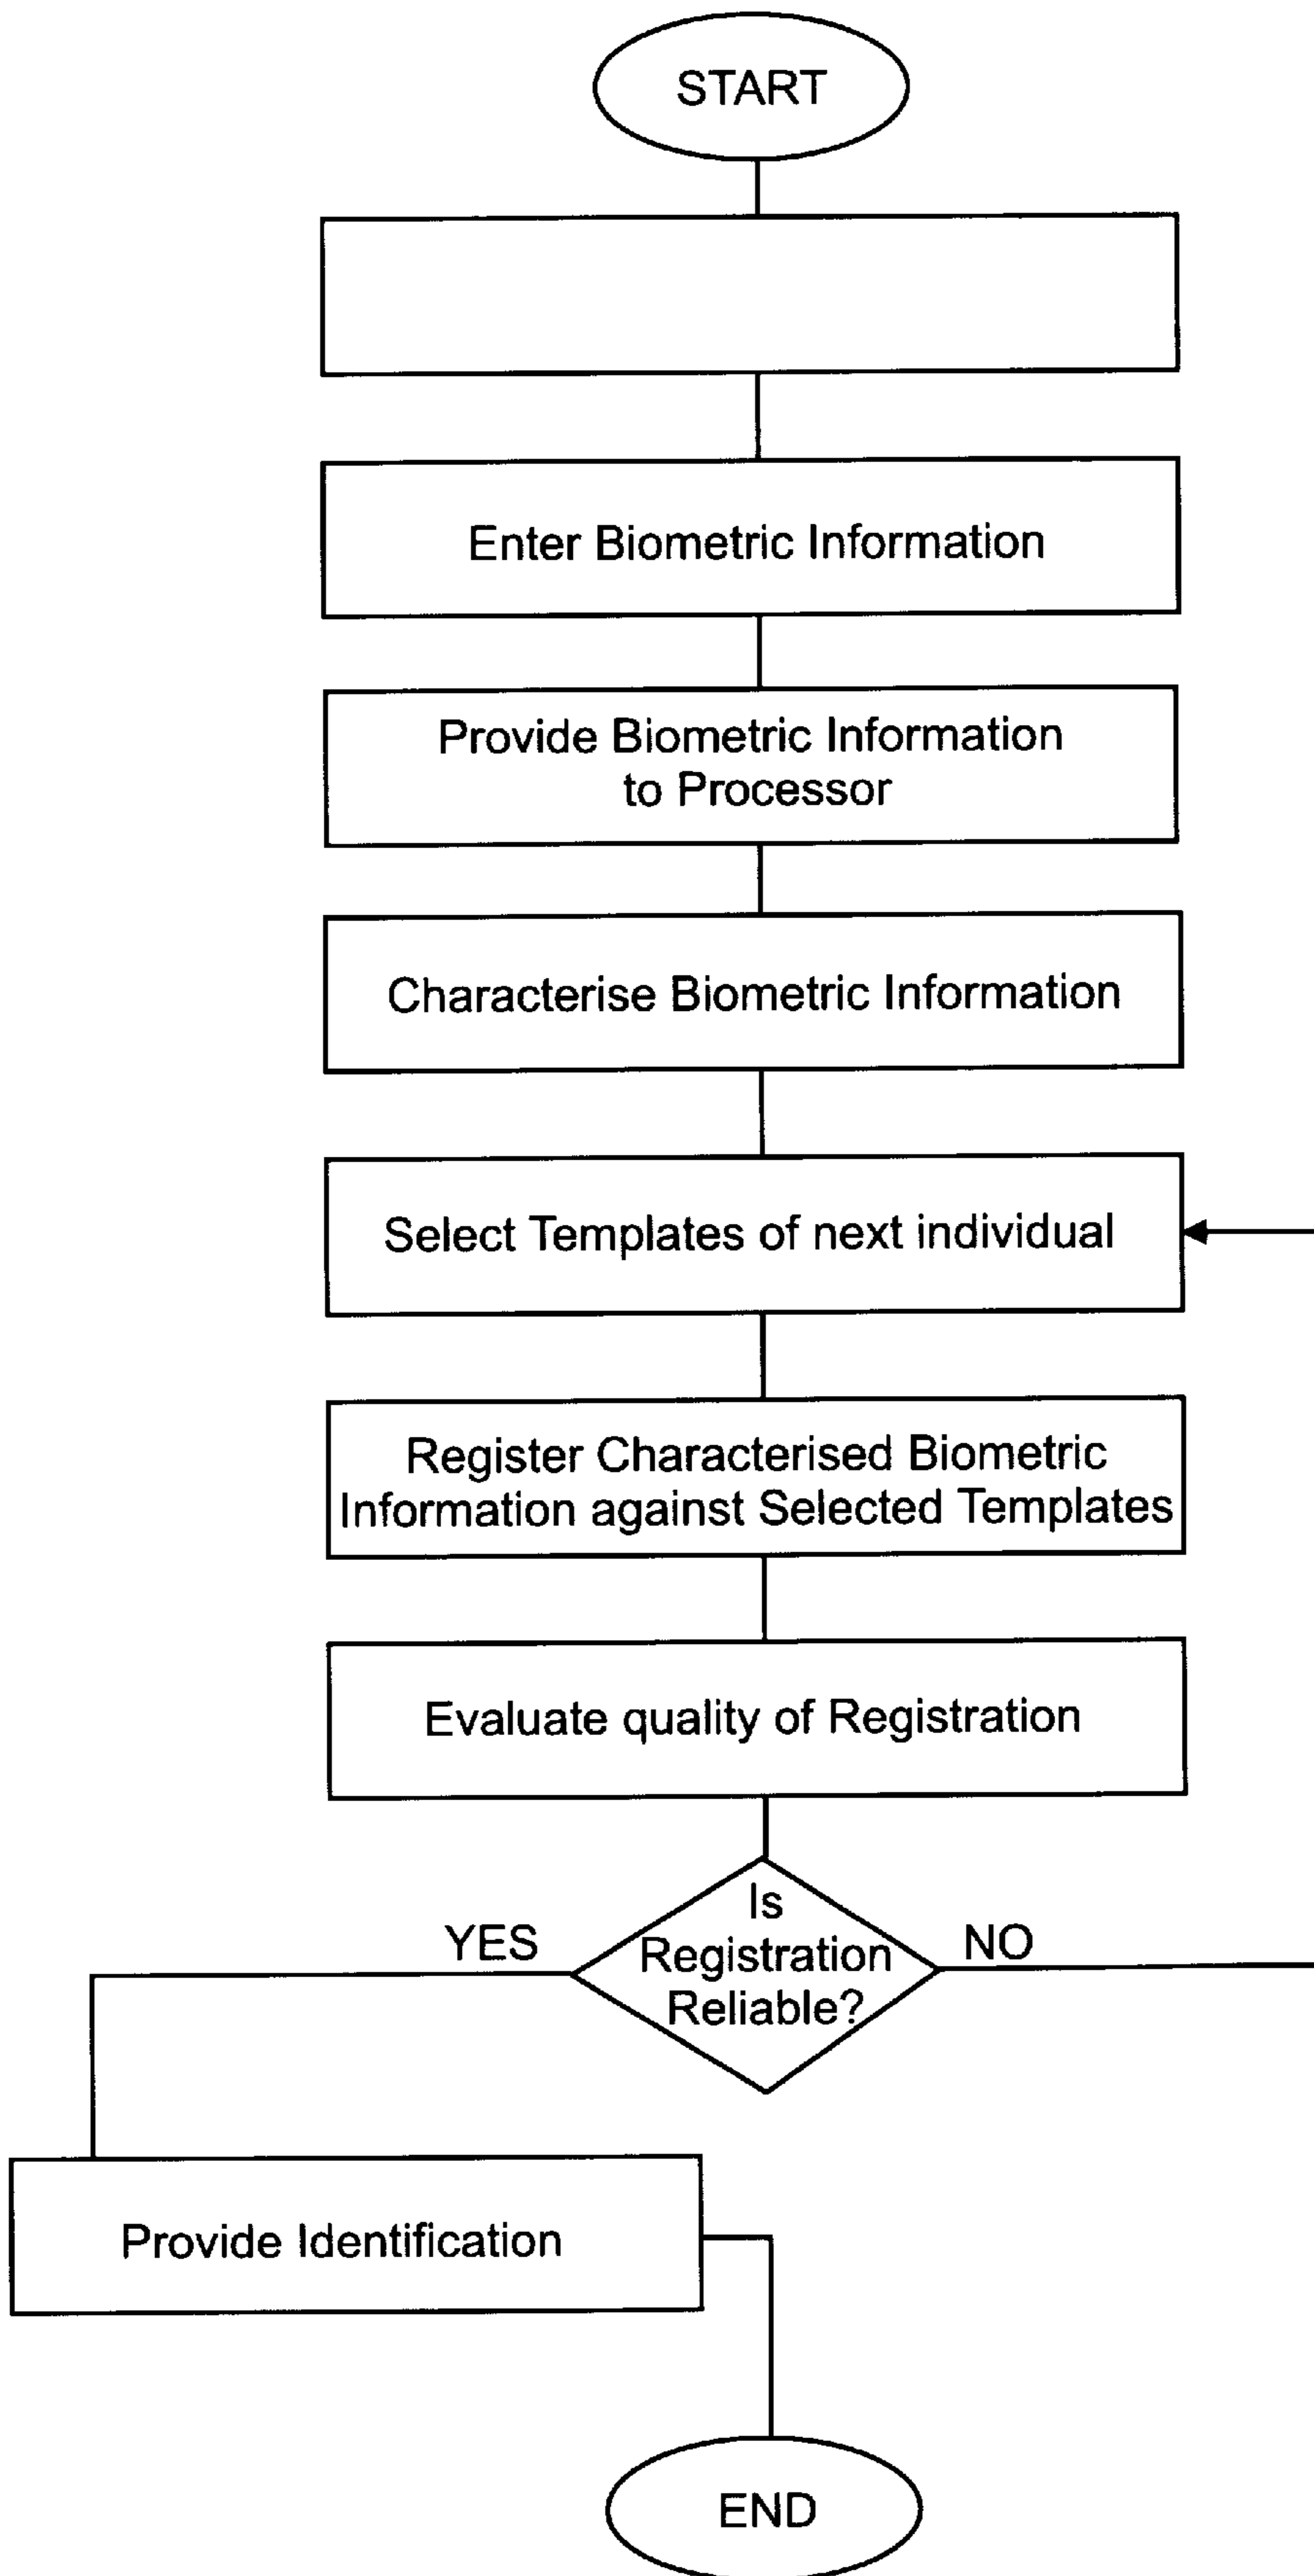 START
Enter Biometric Information
Provide Biometric Information
to Processor
Characterise Biometric Information
Select Templates of next individual
Register Characterised Biometric
Information against Selected Templates
Evaluate quality of Registration
Is
Registration
Reliable?
YES
NO
Provide Identification
END